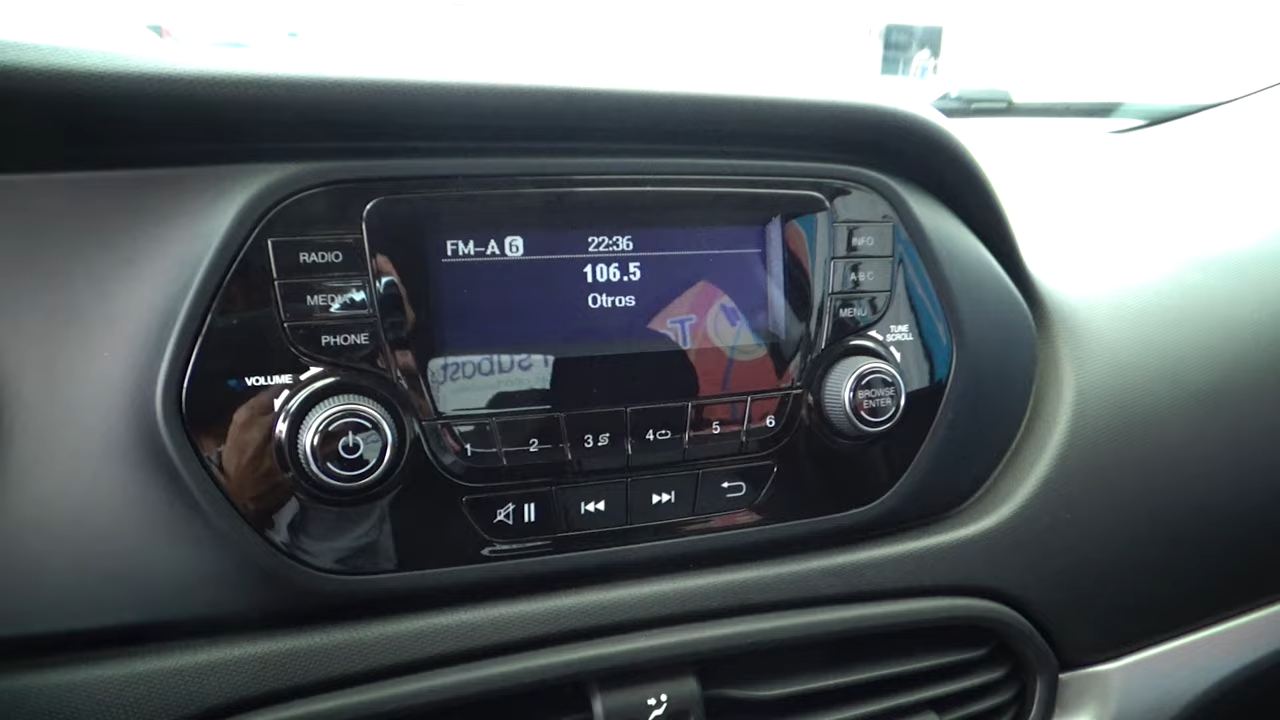 FM-A 6 22:36
106.5
Otros
RADIO
MEDIA
PHONE
VOLUME
INFO
A-B-C
MENU
TUNE
SCROLL
BROWSE
ENTER
1 2 3 4 5 6